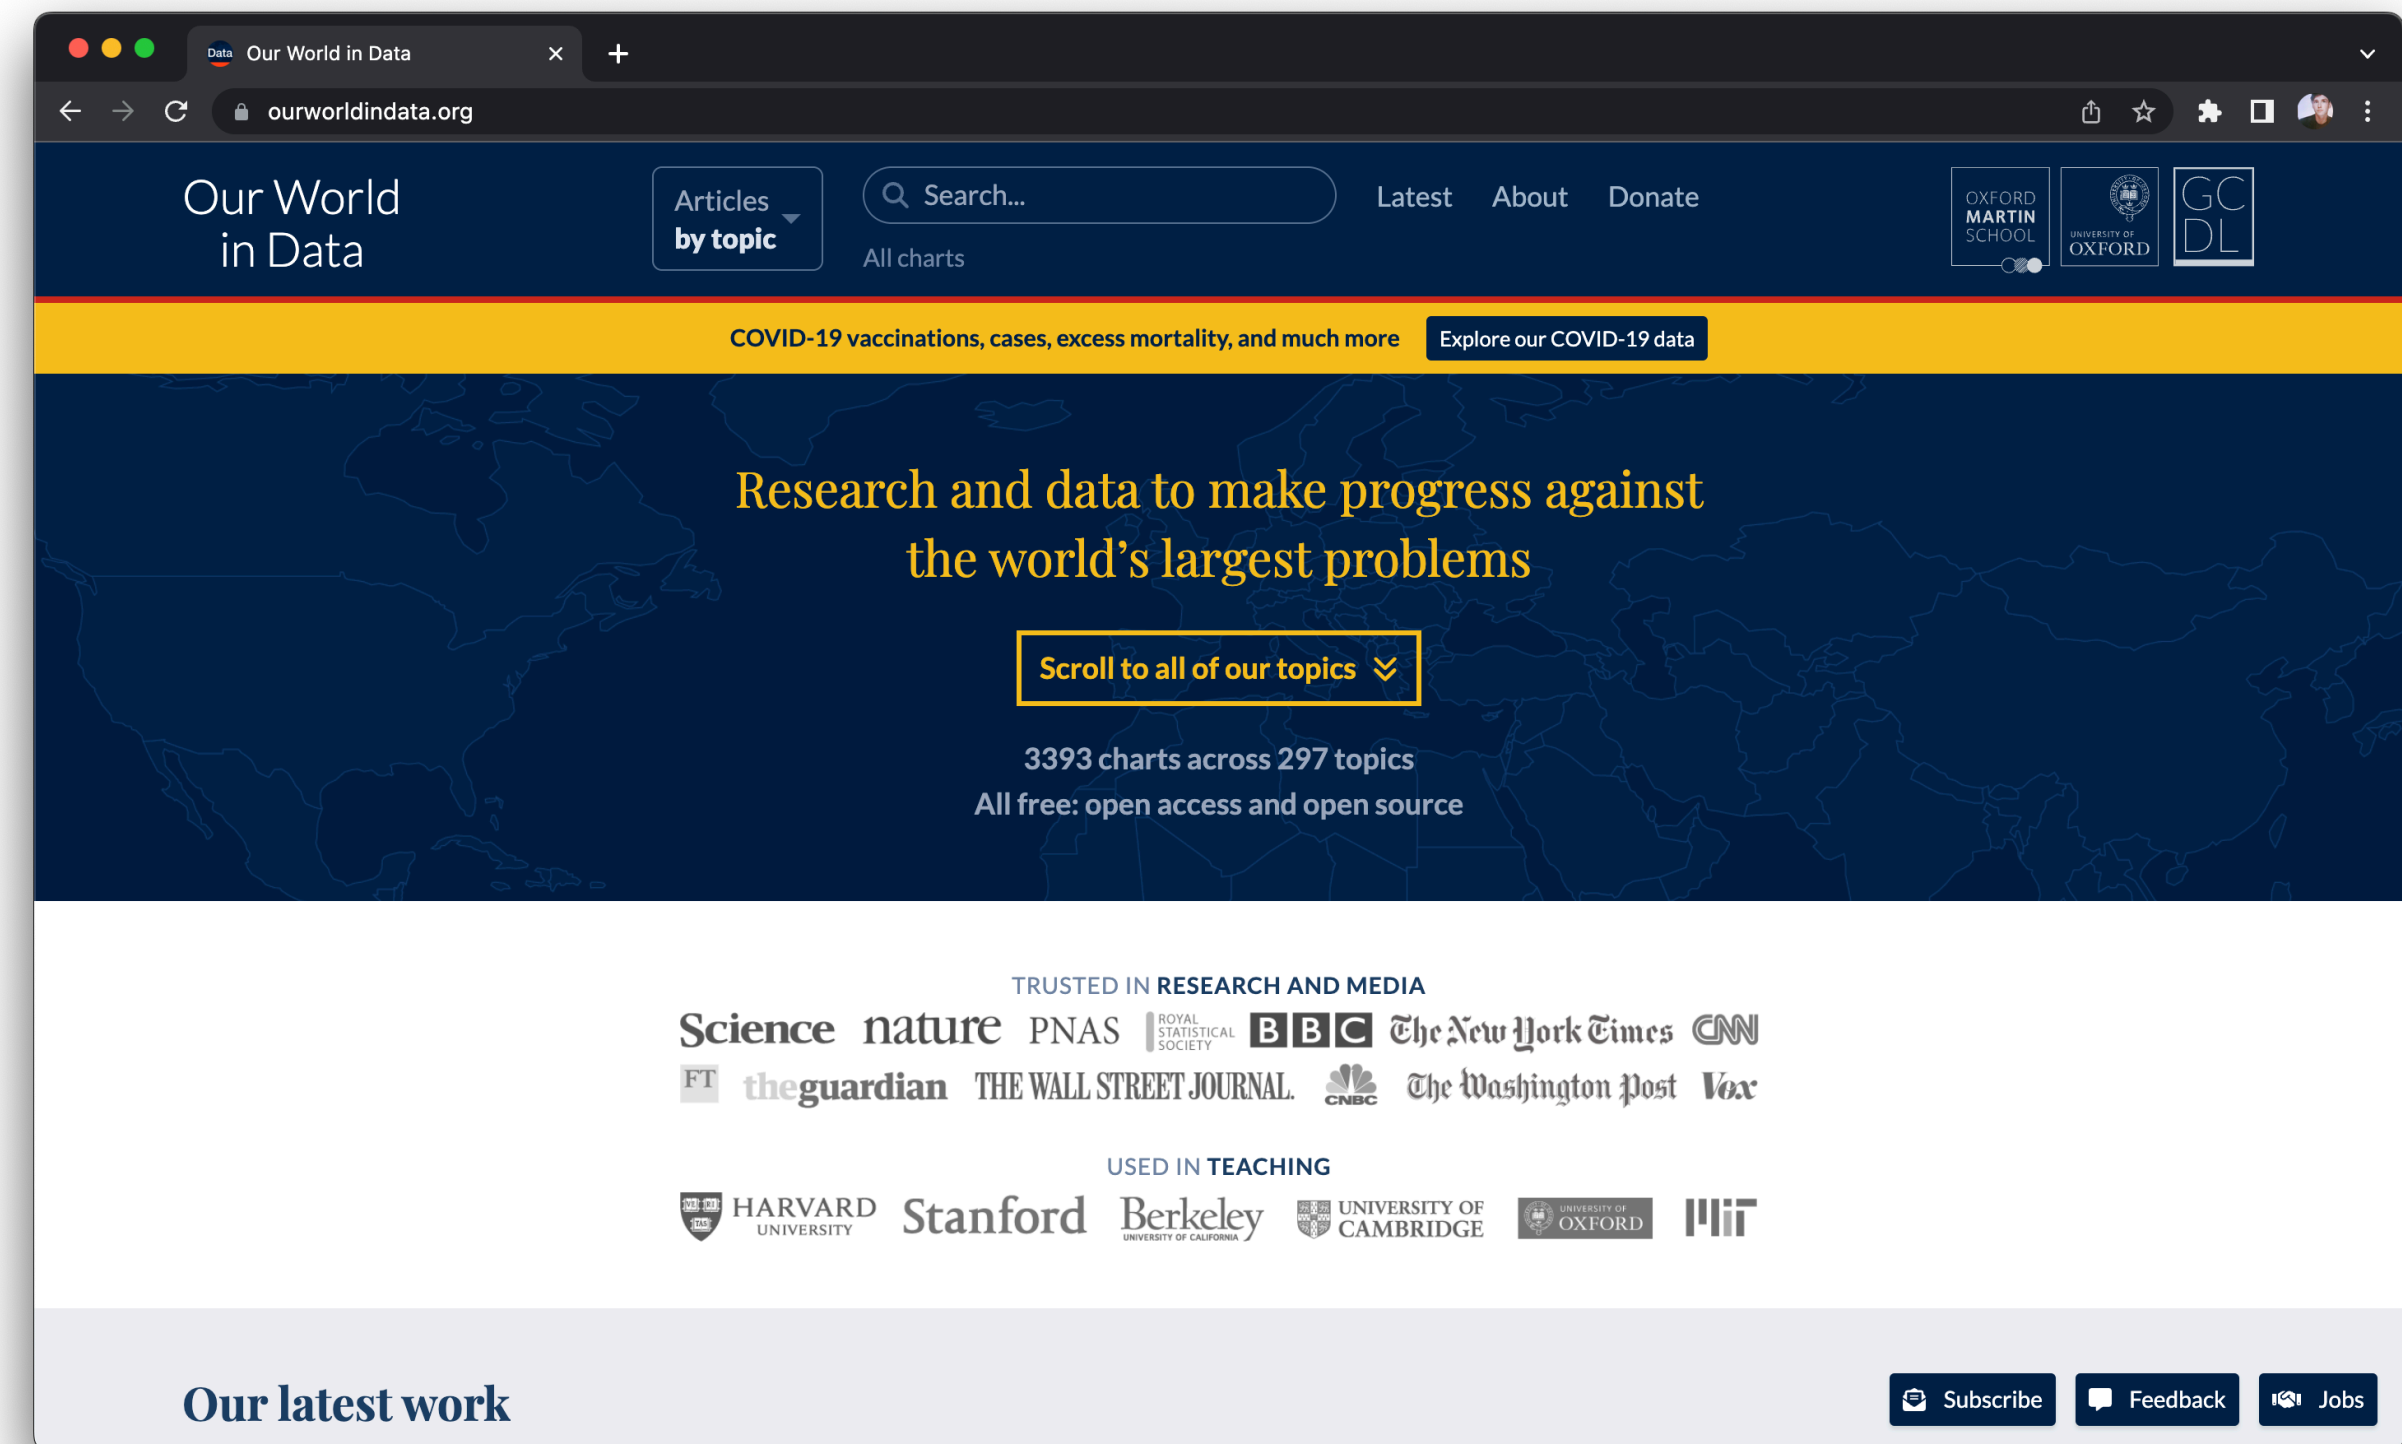 Data Our World in Data
ourworldindata.org
Our World
in Data
Articles
by topic
Search...
All charts
Latest About Donate
OXFORD
MARTIN
SCHOOL
UNIVERSITY OF
OXFORD
GC
DL
COVID-19 vaccinations, cases, excess mortality, and much more Explore our COVID-19 data
Research and data to make progress against
the world’s largest problems
Scroll to all of our topics
3393 charts across 297 topics
All free: open access and open source
TRUSTED IN RESEARCH AND MEDIA
Science nature PNAS ROYAL STATISTICAL SOCIETY BBC The New York Times CNN
FT theguardian THE WALL STREET JOURNAL. CNBC The Washington Post Vox
USED IN TEACHING
VE RI TAS HARVARD UNIVERSITY Stanford Berkeley UNIVERSITY OF CALIFORNIA UNIVERSITY OF CAMBRIDGE UNIVERSITY OF OXFORD MIT
Our latest work
Subscribe Feedback Jobs